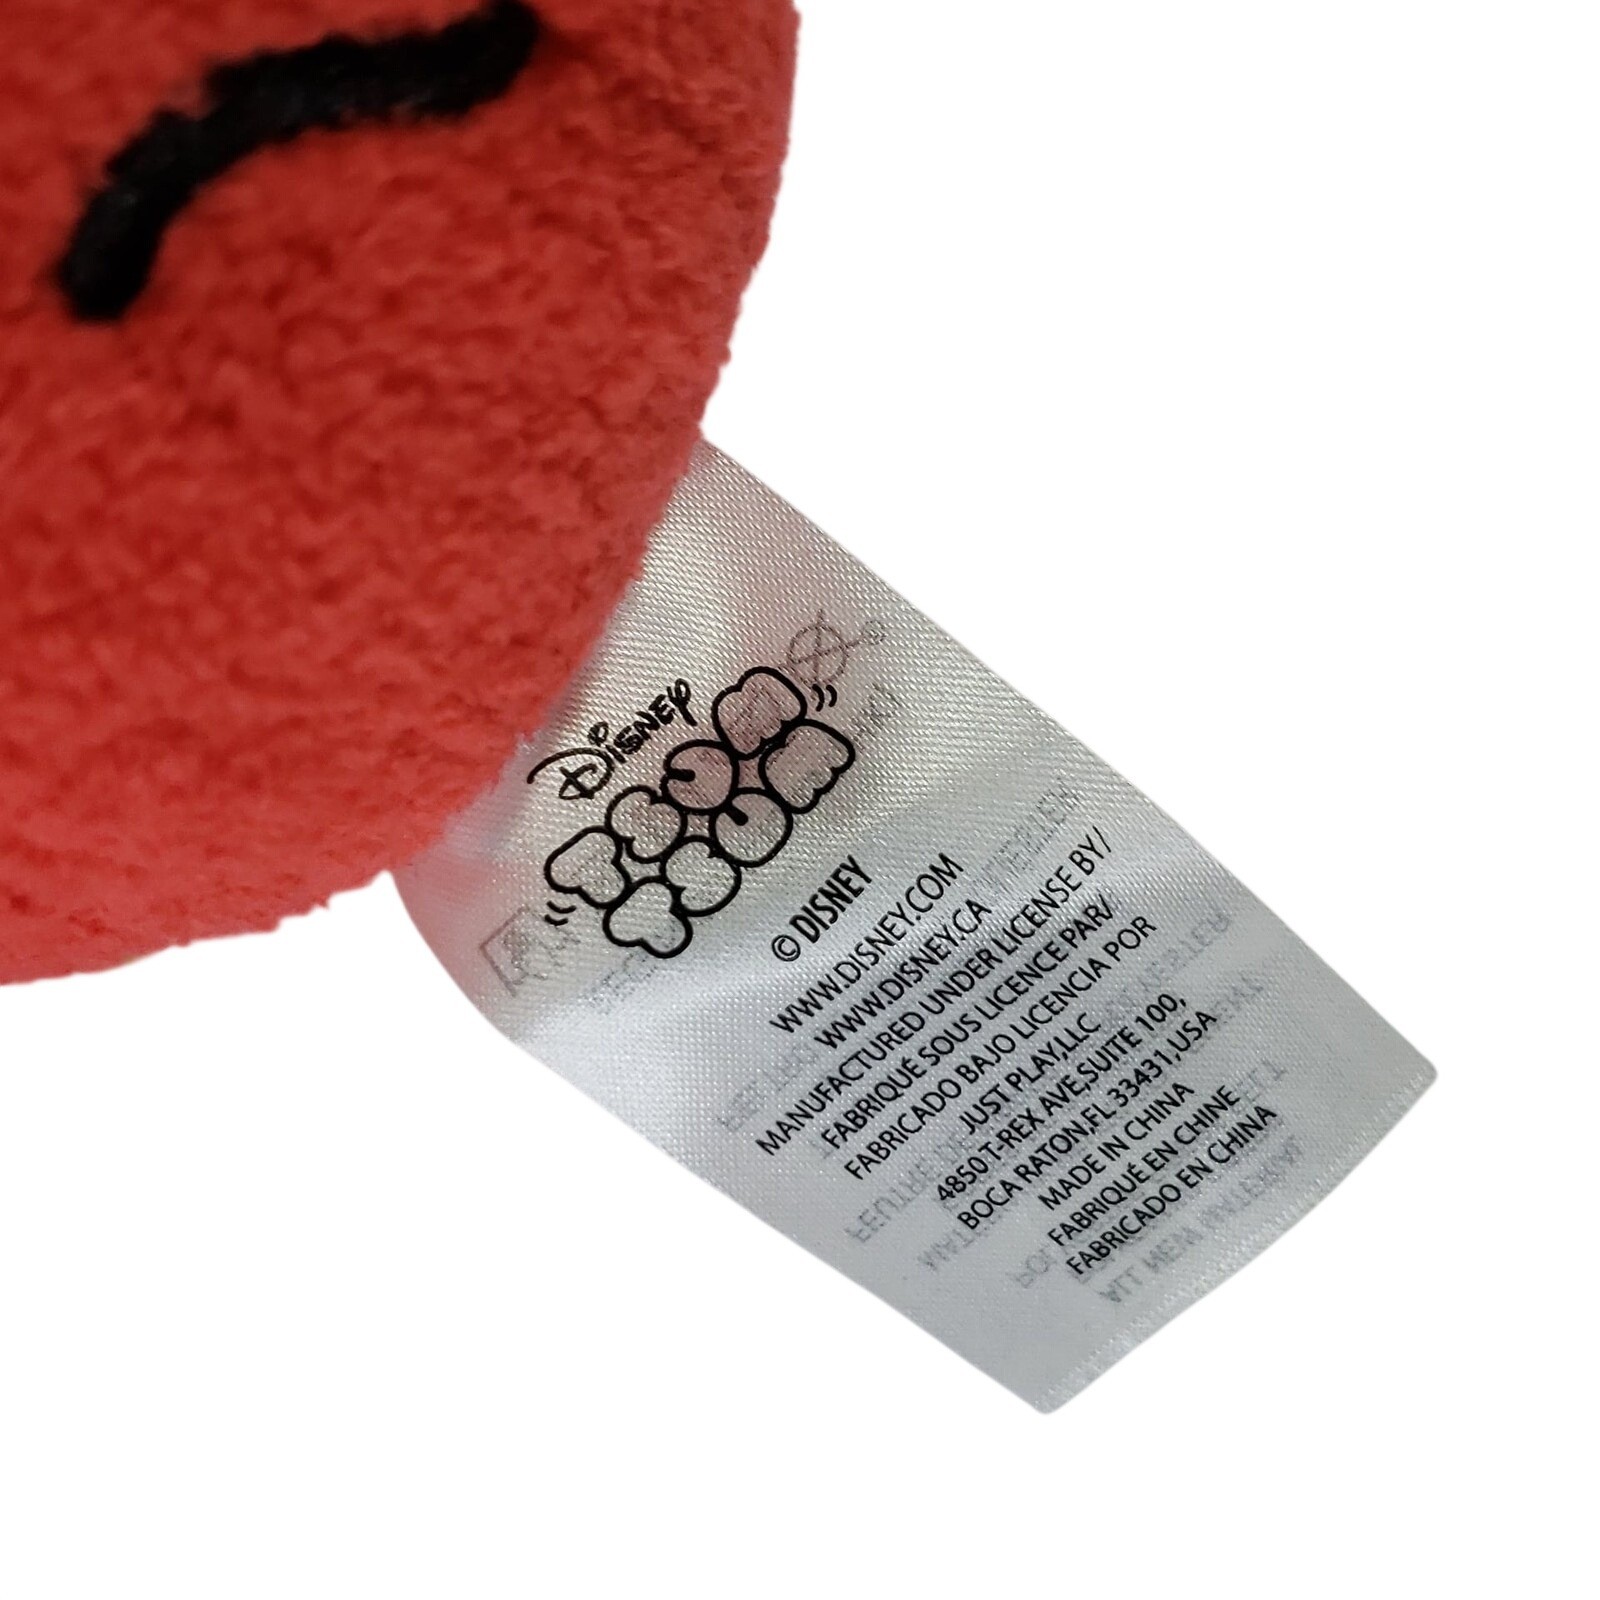 Disney
TSUM
TSUM
© DISNEY
WWW.DISNEY.COM
WWW.DISNEY.CA
MANUFACTURED UNDER LICENSE BY/
FABRIQUÉ SOUS LICENCE PAR/
FABRICADO BAJO LICENCIA POR
JUST PLAY,LLC
4850 T-REX AVE,SUITE 100,
BOCA RATON,FL 33431,USA
MADE IN CHINA
FABRIQUÉ EN CHINE
FABRICADO EN CHINA